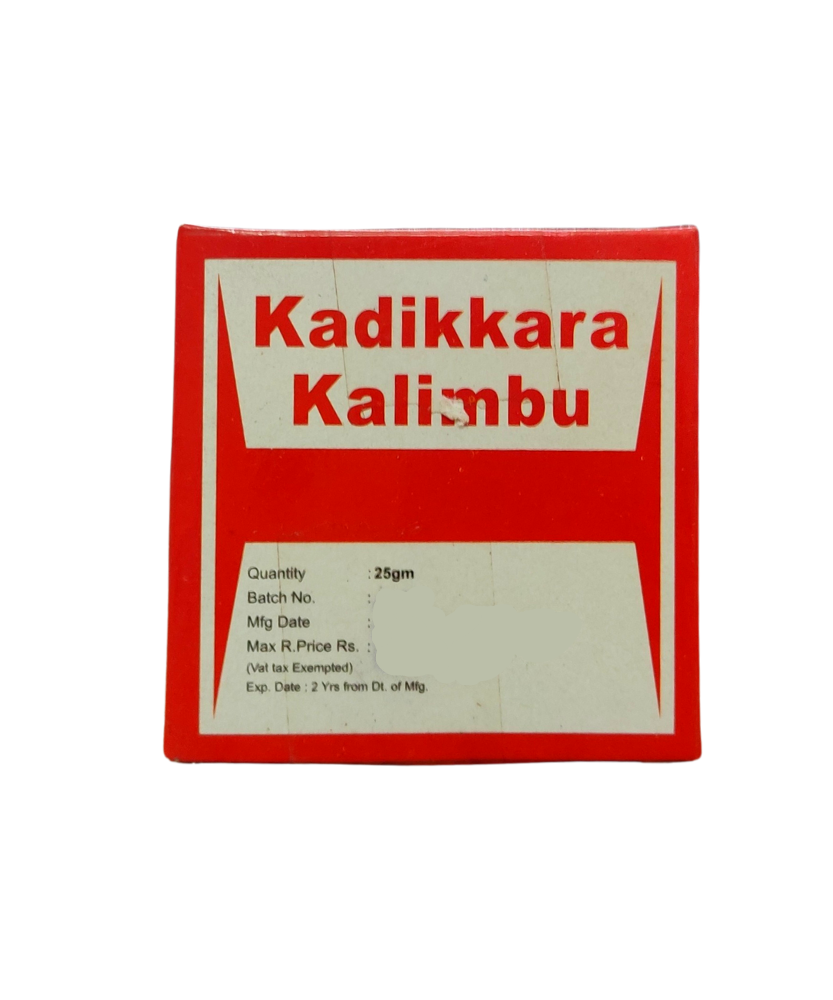 Kadikkara
Kalimbu
Quantity : 25gm
Batch No. :
Mfg Date :
Max R.Price Rs. :
(Vat tax Exempted)
Exp. Date : 2 Yrs from Dt. of Mfg.